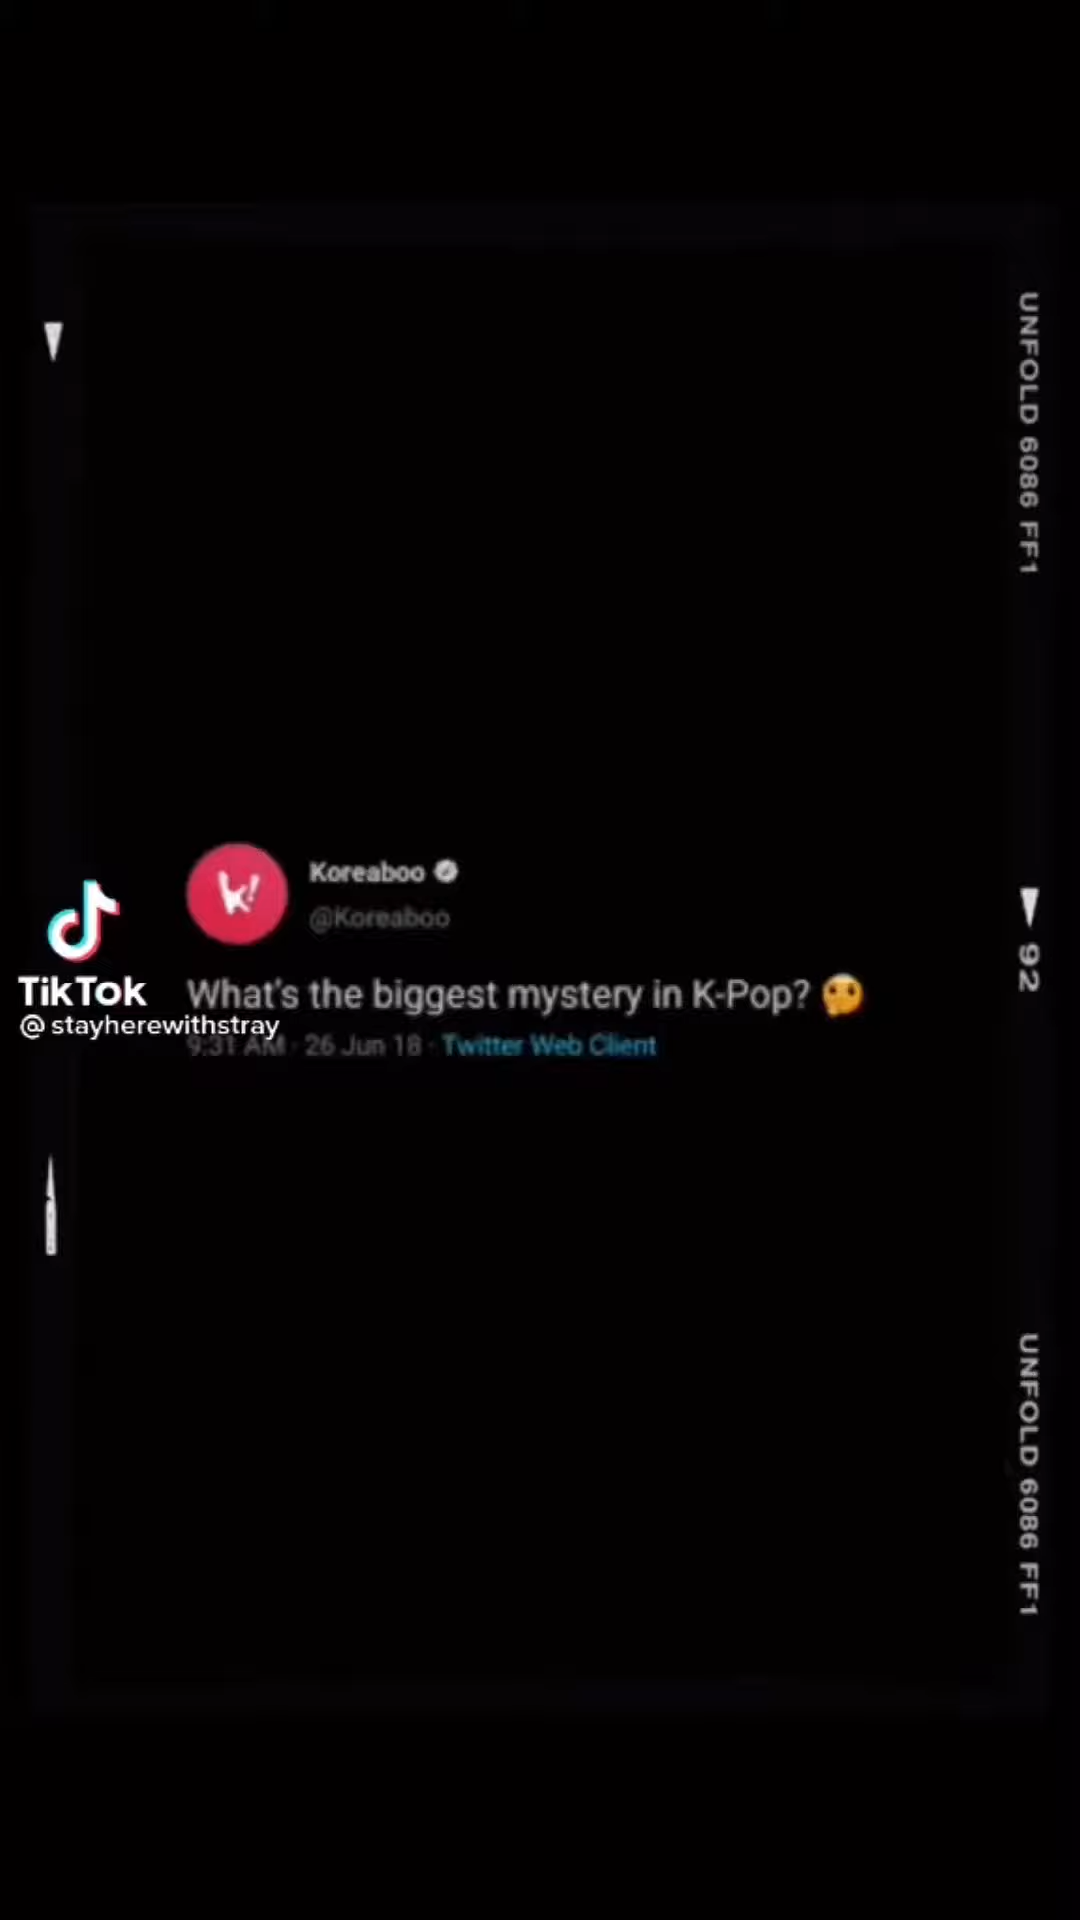 UNFOLD 6086 FF1
k!
Koreaboo
@Koreaboo
92
TikTok
What's the biggest mystery in K-Pop? 🤔
@ stayherewithstray
9:31 AM · 26 Jun 18 · Twitter Web Client
UNFOLD 6086 FF1